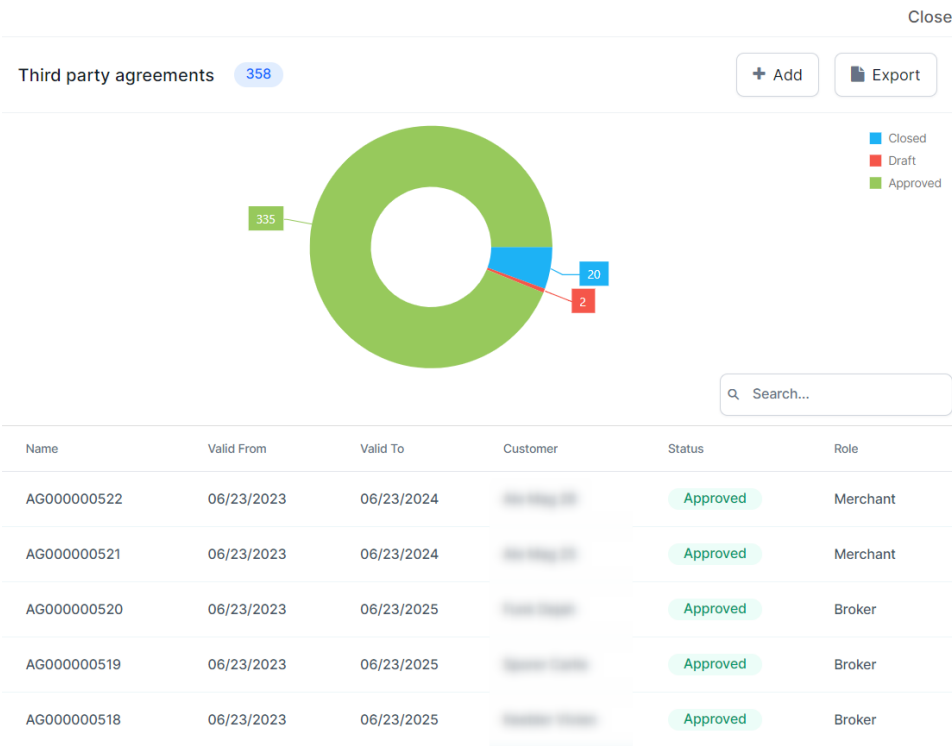 Close
Third party agreements 358 Add Export
Closed
Draft
Approved
335
20
2
Search...
Name Valid From Valid To Customer Status Role
AG000000522 06/23/2023 06/23/2024 Approved Merchant
AG000000521 06/23/2023 06/23/2024 Approved Merchant
AG000000520 06/23/2023 06/23/2025 Approved Broker
AG000000519 06/23/2023 06/23/2025 Approved Broker
AG000000518 06/23/2023 06/23/2025 Approved Broker